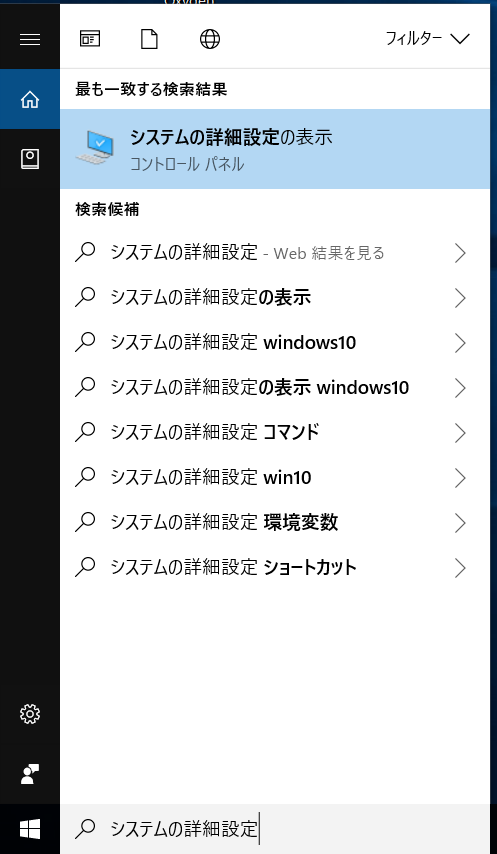 Oxygen
フィルター
最も一致する検索結果
システムの詳細設定の表示
コントロール パネル
検索候補
システムの詳細設定 - Web 結果を見る
システムの詳細設定の表示
システムの詳細設定 windows10
システムの詳細設定の表示 windows10
システムの詳細設定 コマンド
システムの詳細設定 win10
システムの詳細設定 環境変数
システムの詳細設定 ショートカット
システムの詳細設定